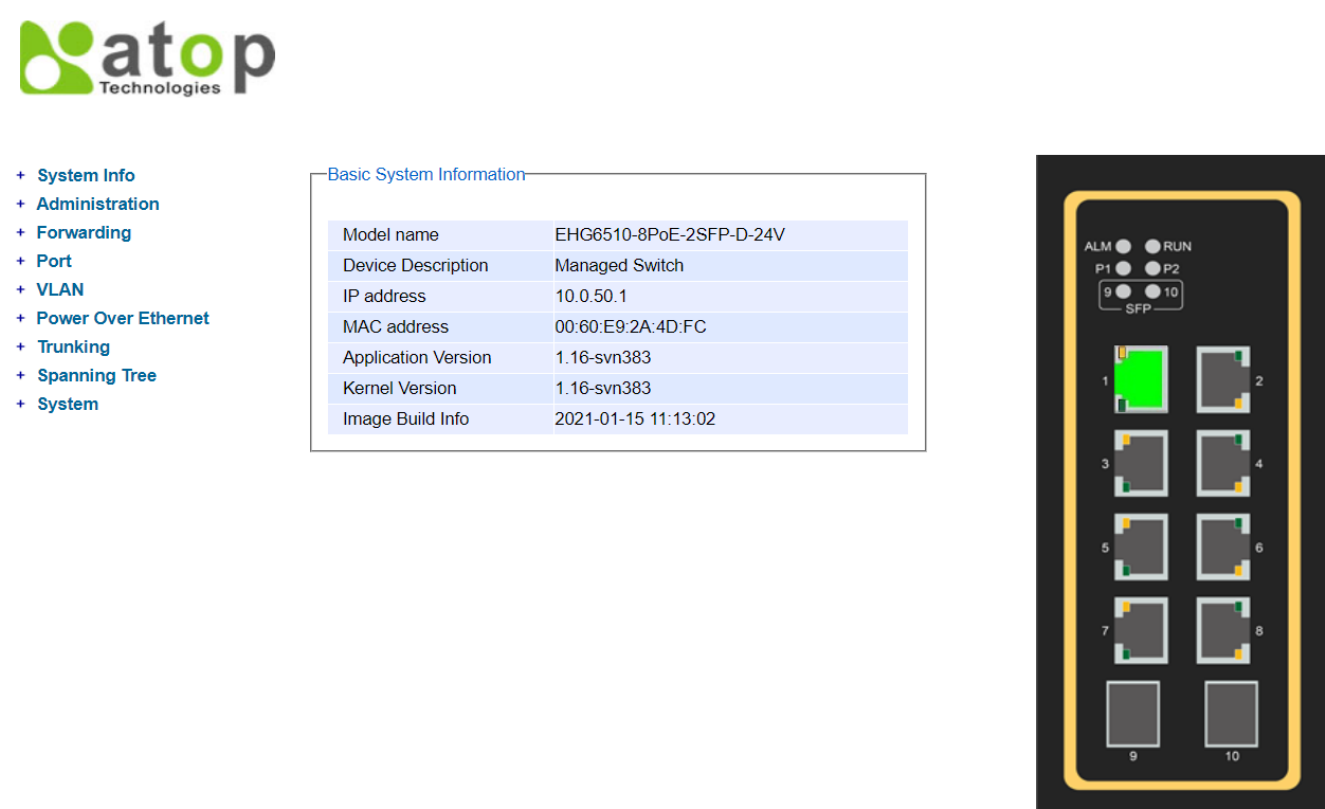 atop
Technologies
+ System Info
+ Administration
+ Forwarding
+ Port
+ VLAN
+ Power Over Ethernet
+ Trunking
+ Spanning Tree
+ System
Basic System Information
Model name EHG6510-8PoE-2SFP-D-24V
Device Description Managed Switch
IP address 10.0.50.1
MAC address 00:60:E9:2A:4D:FC
Application Version 1.16-svn383
Kernel Version 1.16-svn383
Image Build Info 2021-01-15 11:13:02
ALM RUN
P1 P2
9 10
SFP
1 2
3 4
5 6
7 8
9 10